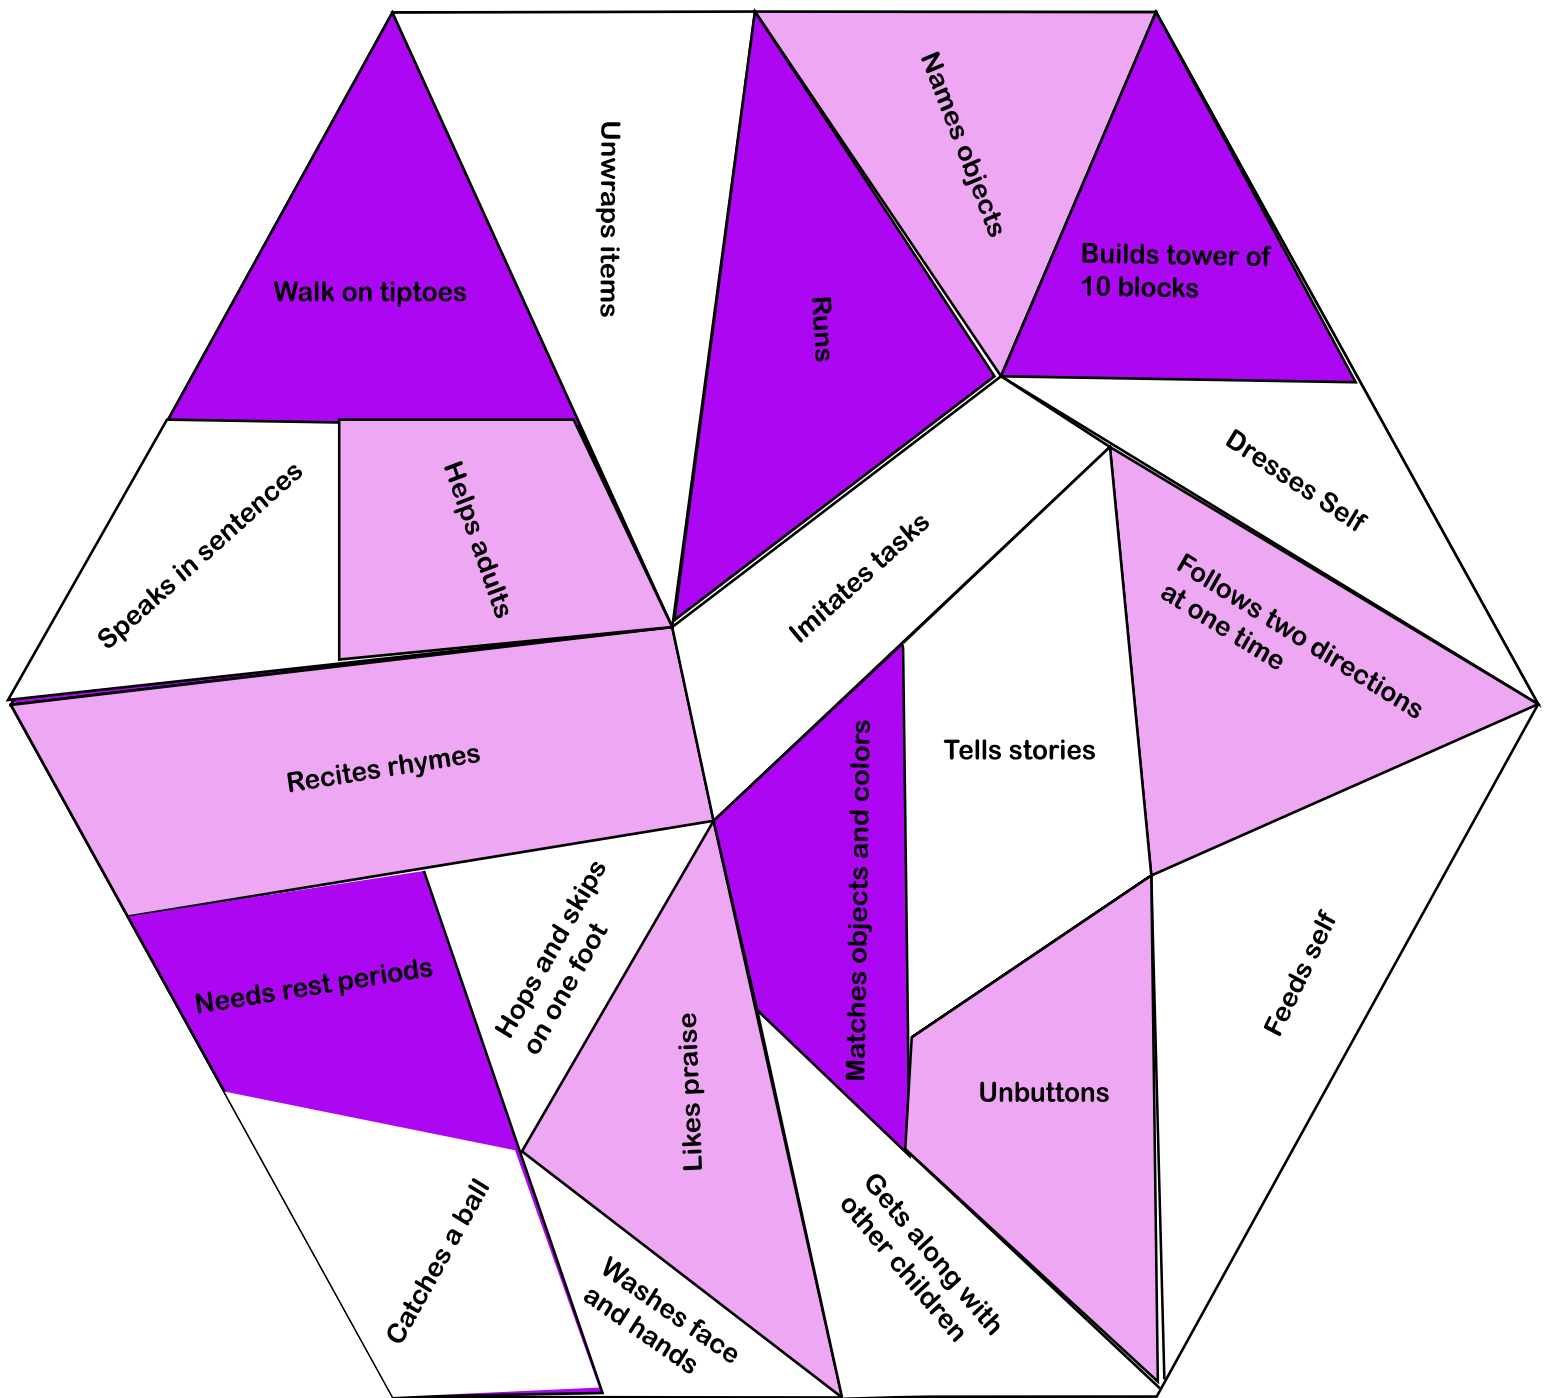 Walk on tiptoes
Unwraps items
Runs
Names objects
Builds tower of
10 blocks
Speaks in sentences
Helps adults
Imitates tasks
Dresses Self
Follows two directions
at one time
Recites rhymes
Matches objects and colors
Tells stories
Needs rest periods
Hops and skips
on one foot
Likes praise
Unbuttons
Feeds self
Catches a ball
Washes face
and hands
Gets along with
other children